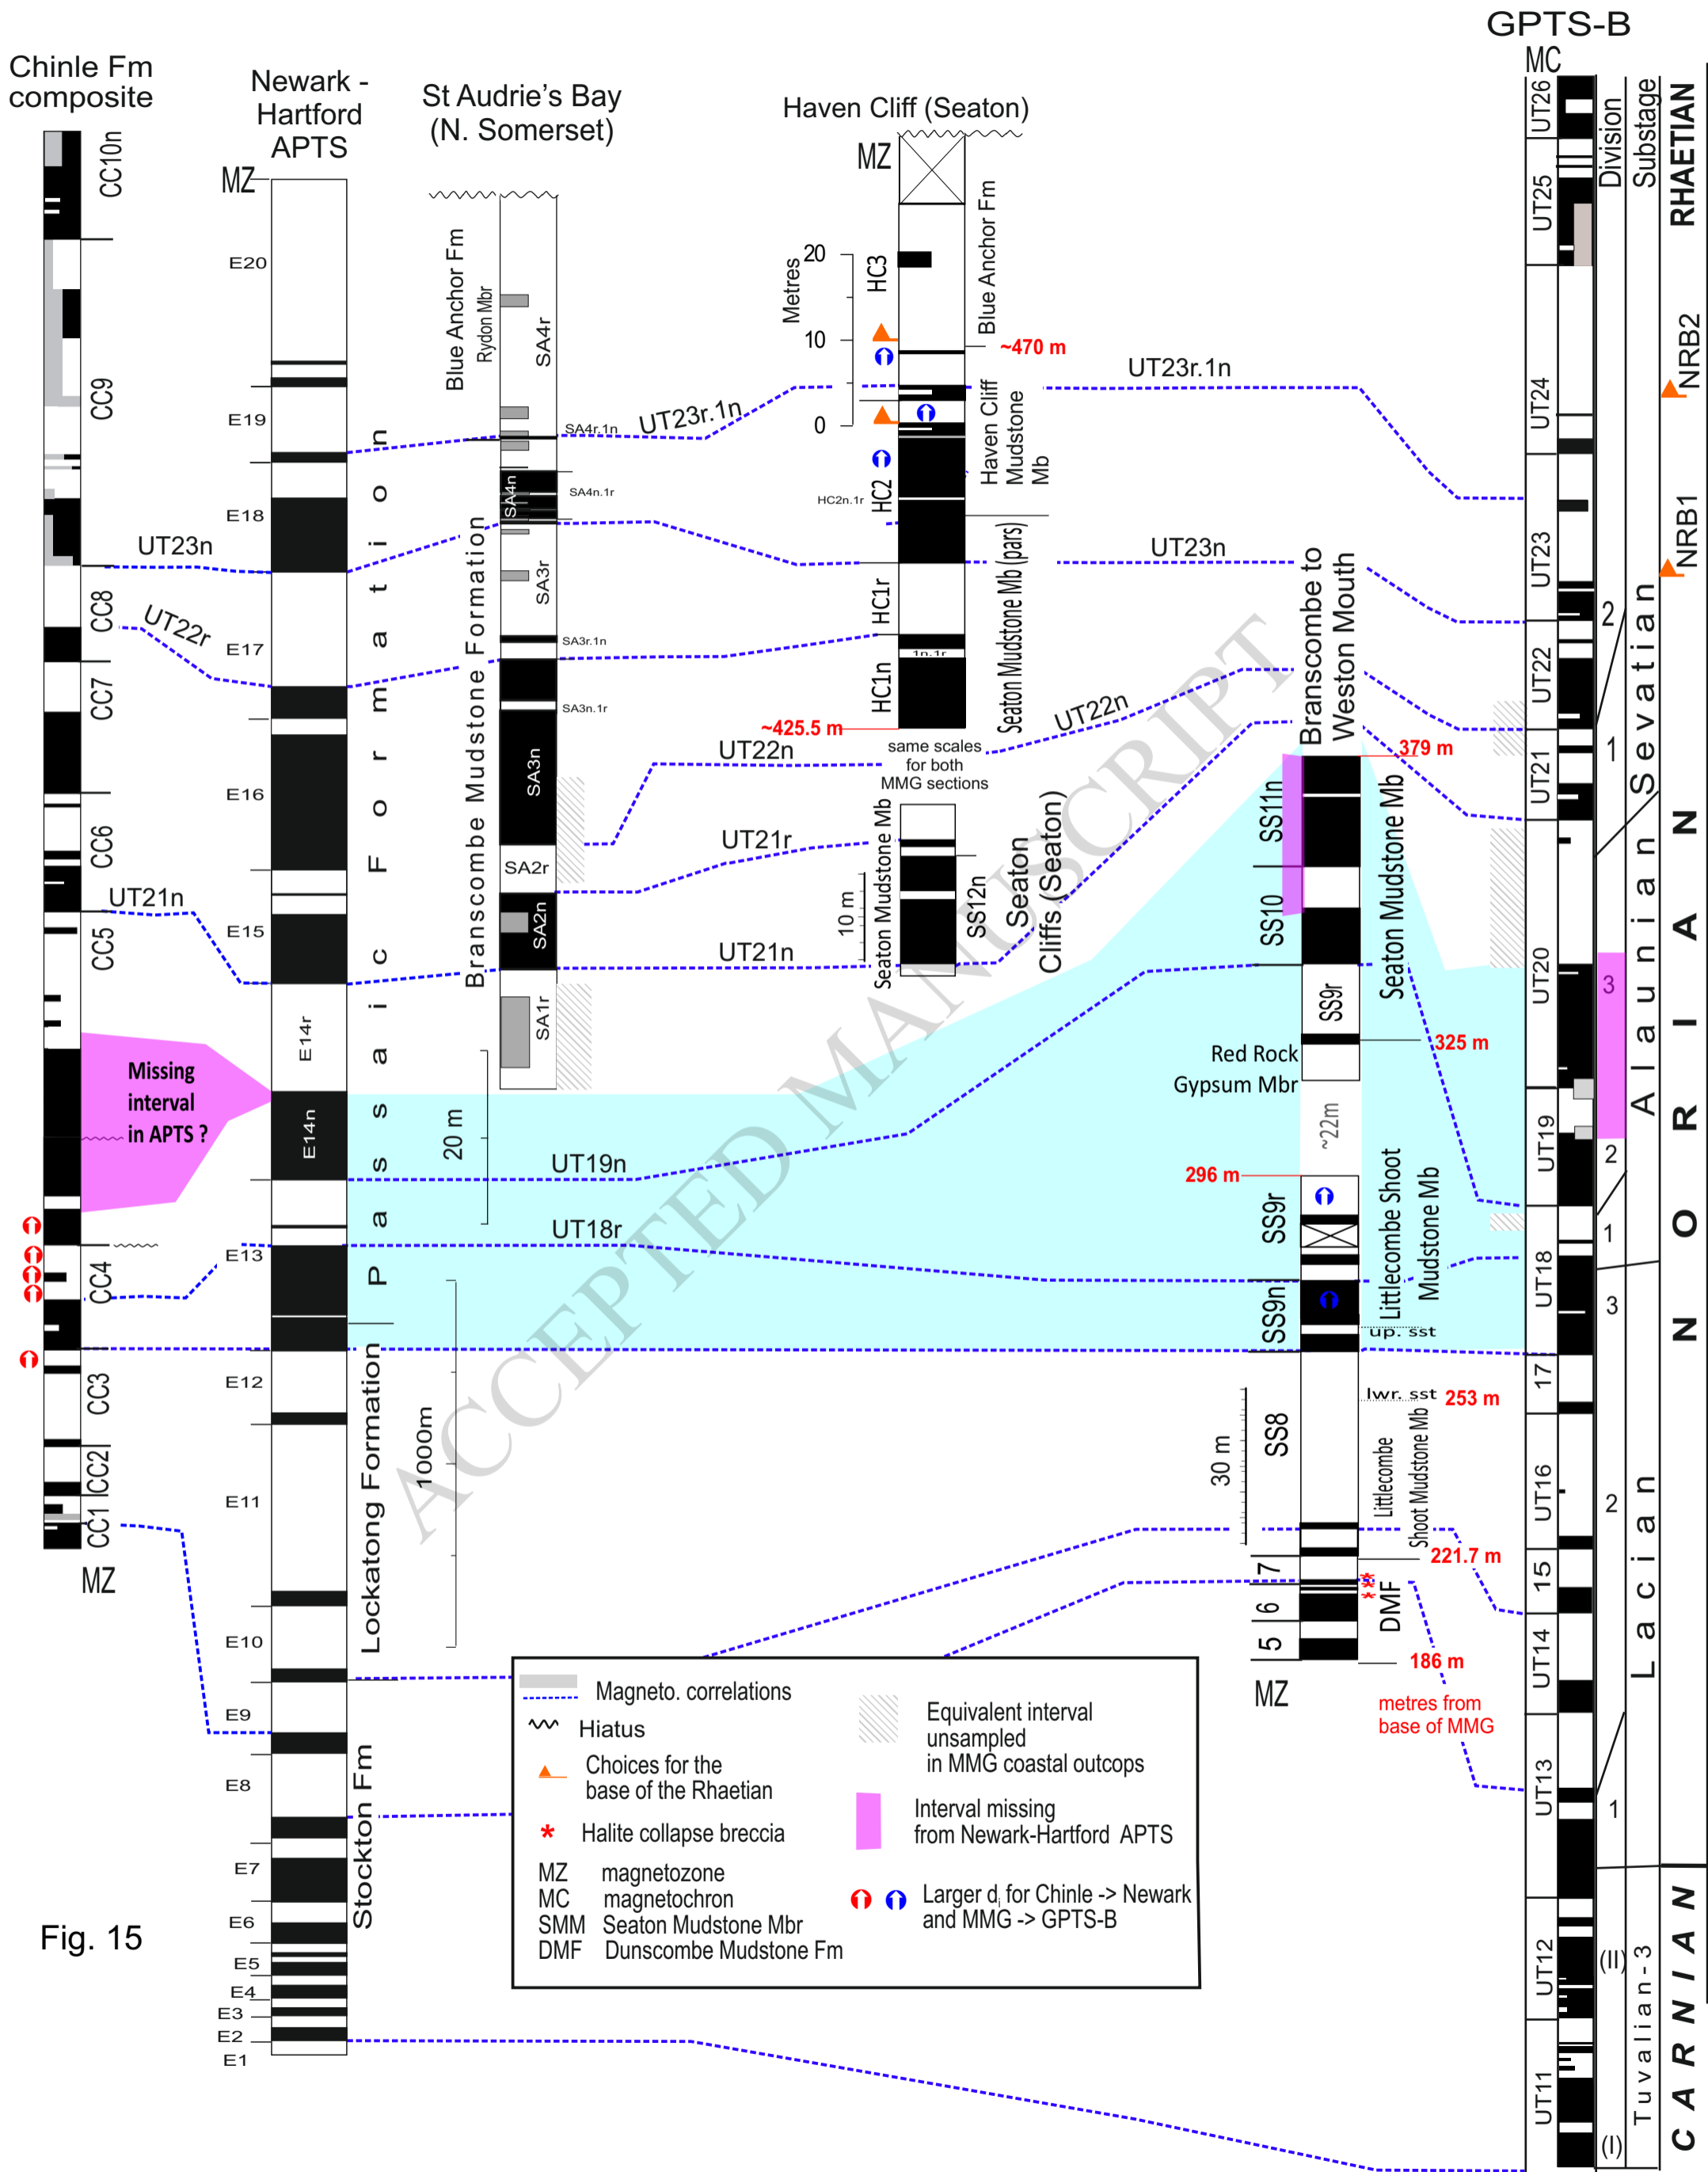 GPTS-B
MC
Chinle Fm
composite
Newark -
Hartford
APTS
MZ
St Audrie's Bay
(N. Somerset)
Haven Cliff (Seaton)
MZ
CC10n
CC9
CC8
CC7
CC6
CC5
CC4
CC3
CC2
CC1
MZ
E20
E19
E18
E17
E16
E15
E14r
E14n
E13
E12
E11
E10
E9
E8
E7
E6
E5
E4
E3
E2
E1
Passaic Formation
Lockatong Formation
Stockton Fm
1000m
20 m
Missing
interval
in APTS ?
Blue Anchor Fm
Rydon Mbr
Branscombe Mudstone Formation
SA4r
SA4r.1n
SA4n
SA4n.1r
SA3r
SA3r.1n
SA3n.1r
SA3n
SA2r
SA2n
SA1r
Metres
20
10
0
HC3
HC2
HC2n.1r
HC1r
1n.1r
HC1n
Blue Anchor Fm
~470 m
Haven Cliff
Mudstone
Mb
Seaton Mudstone Mb (pars)
~425.5 m
same scales
for both
MMG sections
Seaton Mudstone Mb
10 m
SS12n
Seaton
Cliffs (Seaton)
Branscombe to
Weston Mouth
379 m
SS11n
SS10
SS9r
Seaton Mudstone Mb
325 m
Red Rock
Gypsum Mbr
~22m
296 m
SS9r
SS9n
Littlecombe Shoot
Mudstone Mb
up. sst
lwr. sst
253 m
SS8
30 m
Littlecombe
Shoot Mudstone Mb
221.7 m
7
6
5
***
DMF
186 m
MZ
metres from
base of MMG
UT23r.1n
UT23r.1n
UT23n
UT23n
UT22r
UT22n
UT22n
UT21r
UT21n
UT21n
UT19n
UT18r
UT26
UT25
UT24
UT23
UT22
UT21
UT20
UT19
UT18
17
UT16
15
UT14
UT13
UT12
UT11
Division
2
1
3
2
1
3
2
1
(II)
(I)
Substage
Sevatian
Alaunian
Lacian
Tuvalian-3
RHAETIAN
NORIAN
CARNIAN
NRB2
NRB1
Magneto. correlations
Hiatus
Choices for the
base of the Rhaetian
* Halite collapse breccia
MZ magnetozone
MC magnetochron
SMM Seaton Mudstone Mbr
DMF Dunscombe Mudstone Fm
Equivalent interval
unsampled
in MMG coastal outcops
Interval missing
from Newark-Hartford APTS
Larger di for Chinle -> Newark
and MMG -> GPTS-B
Fig. 15
ACCEPTED MANUSCRIPT